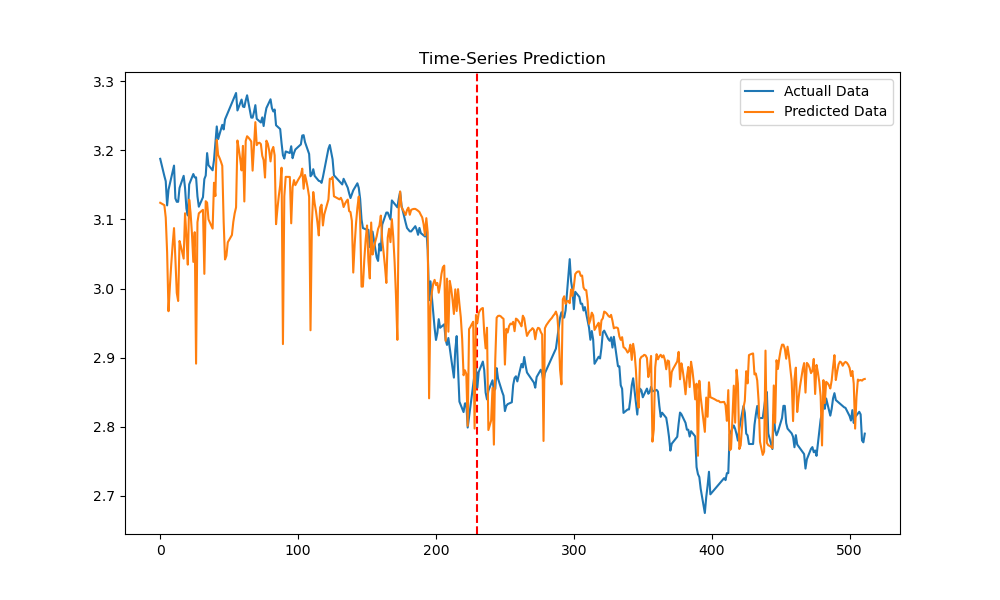 Time-Series Prediction
Actuall Data
Predicted Data
3.3
3.2
3.1
3.0
2.9
2.8
2.7
0 100 200 300 400 500